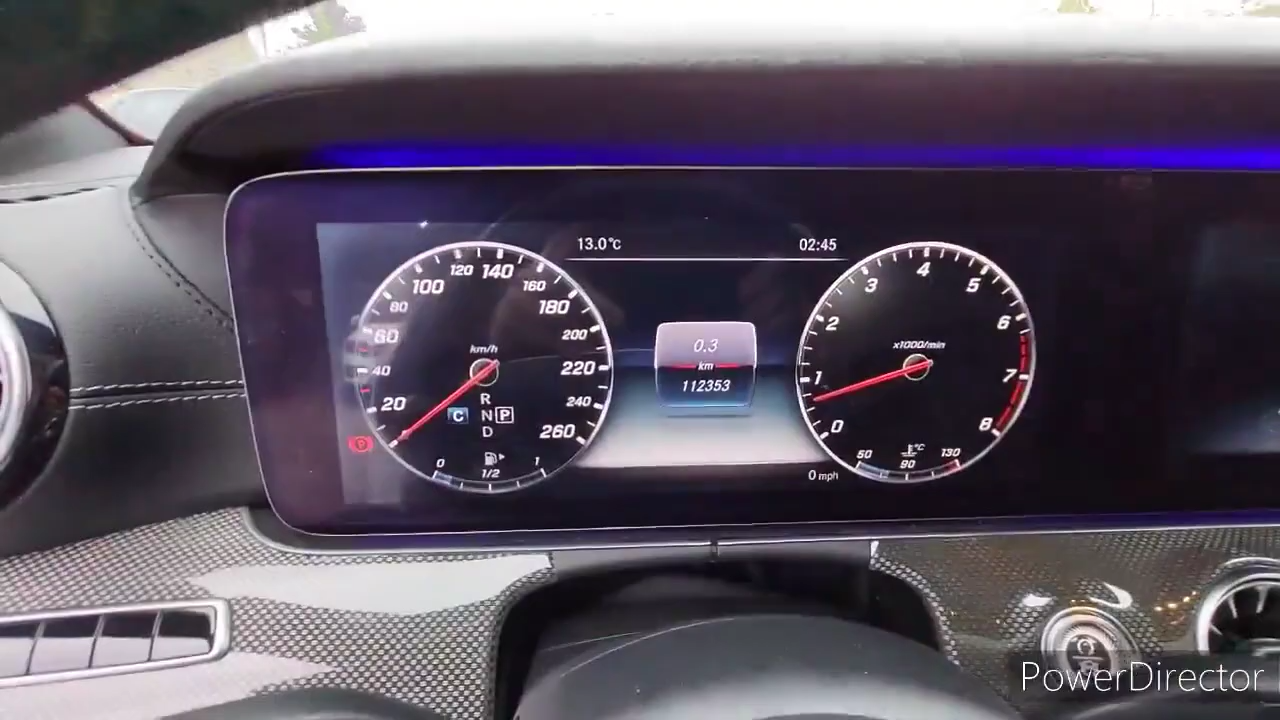 13.0°c 02:45
0 20 40 60 80 100 120 140 160 180 200 220 240 260
km/h
R
C N P
D
0 1/2 1
0.3
km
112353
0 1 2 3 4 5 6 7 8
x1000/min
50 90 130
°C
0 mph
PowerDirector